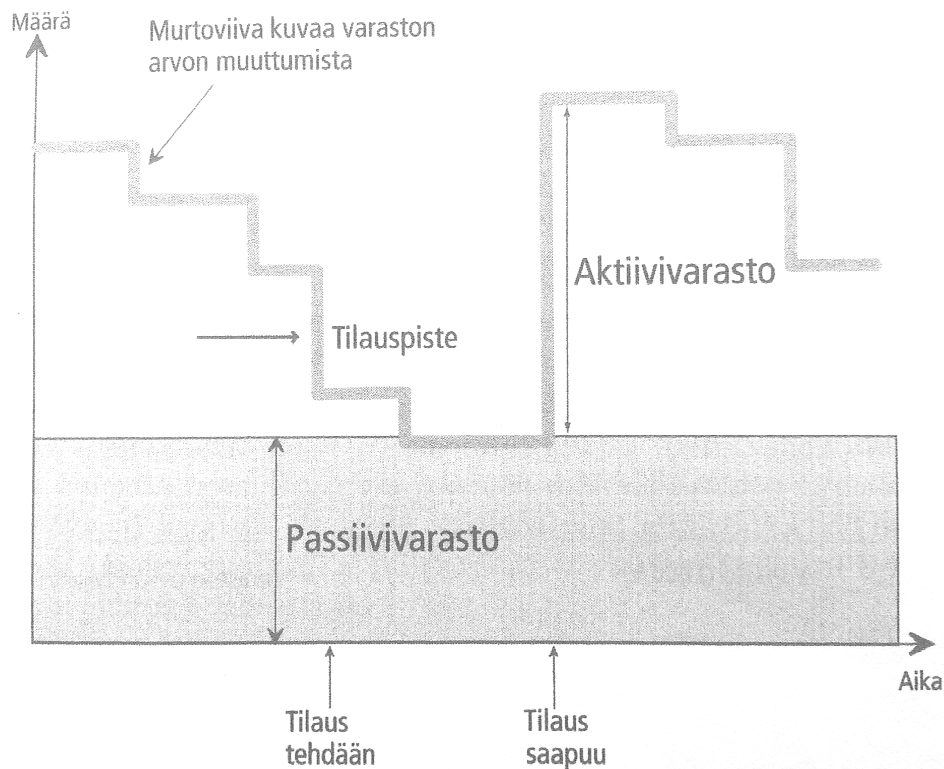 Määrä
Murtoviiva kuvaa varaston
arvon muuttumista
Aktiivivarasto
Tilauspiste
Passiivivarasto
Aika
Tilaus
tehdään
Tilaus
saapuu